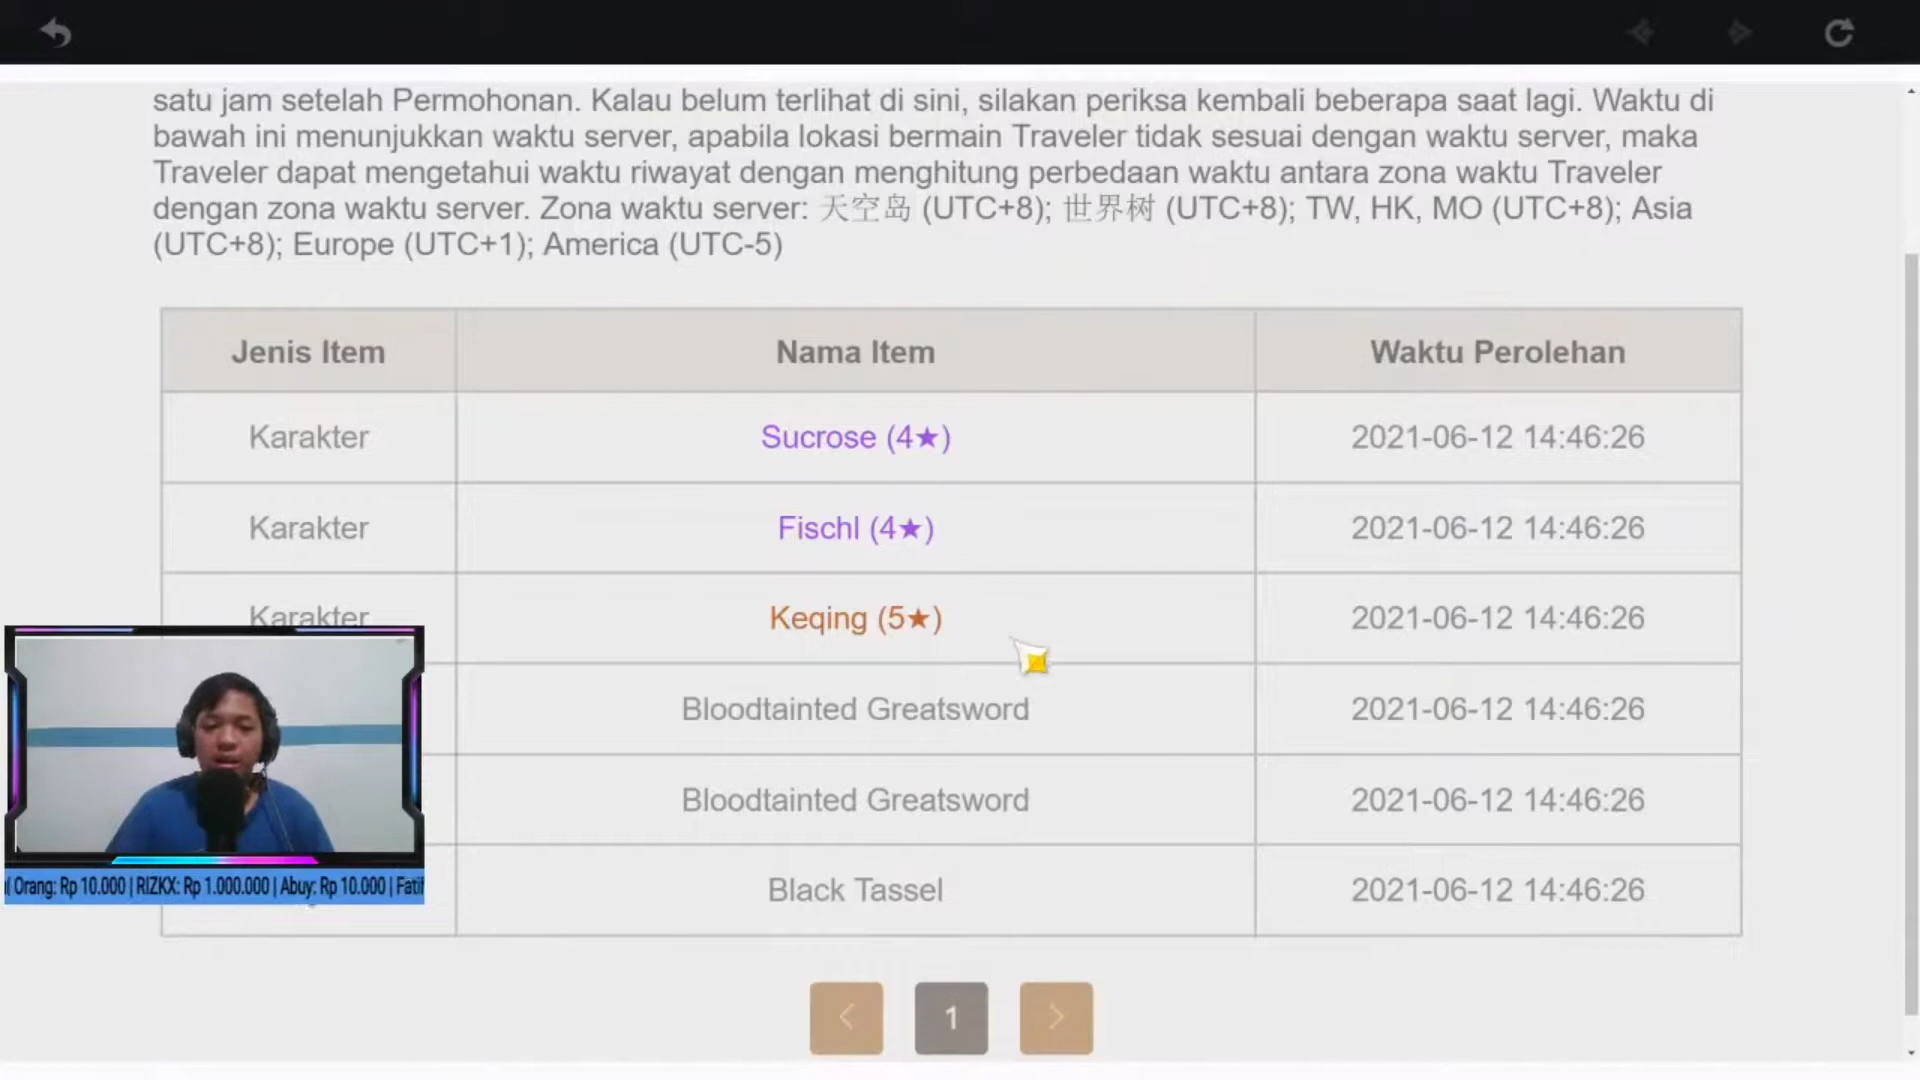 satu jam setelah Permohonan. Kalau belum terlihat di sini, silakan periksa kembali beberapa saat lagi. Waktu di
bawah ini menunjukkan waktu server, apabila lokasi bermain Traveler tidak sesuai dengan waktu server, maka
Traveler dapat mengetahui waktu riwayat dengan menghitung perbedaan waktu antara zona waktu Traveler
dengan zona waktu server. Zona waktu server: 天空岛 (UTC+8); 世界树 (UTC+8); TW, HK, MO (UTC+8); Asia
(UTC+8); Europe (UTC+1); America (UTC-5)
Jenis Item Nama Item Waktu Perolehan
Karakter Sucrose (4★) 2021-06-12 14:46:26
Karakter Fischl (4★) 2021-06-12 14:46:26
Karakter Keqing (5★) 2021-06-12 14:46:26
Bloodtainted Greatsword 2021-06-12 14:46:26
Bloodtainted Greatsword 2021-06-12 14:46:26
Black Tassel 2021-06-12 14:46:26
Orang: Rp 10.000 | RIZKX: Rp 1.000.000 | Abuy: Rp 10.000 |
1